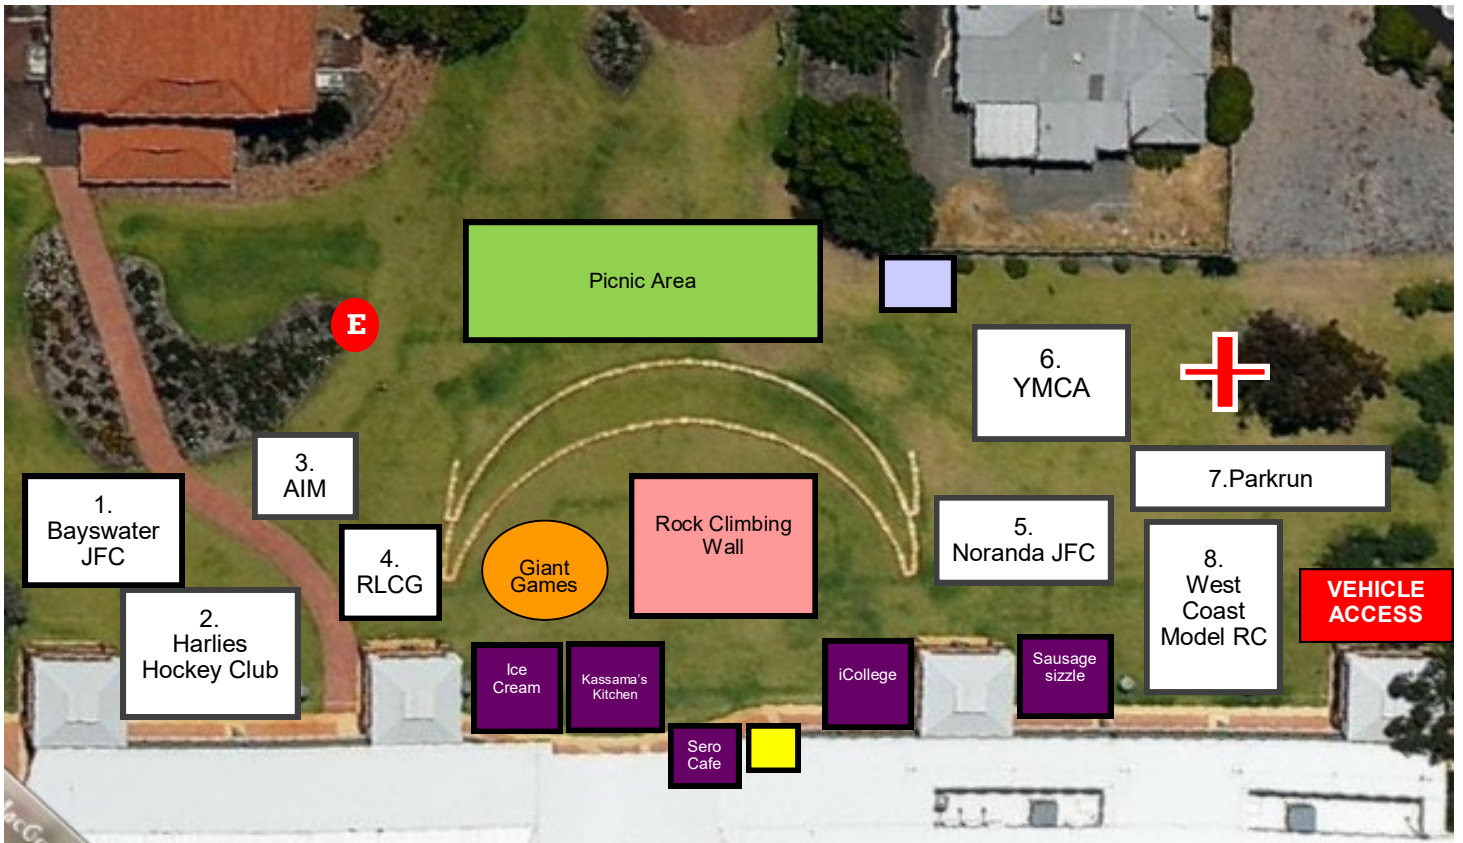 Picnic Area
E
6.
YMCA
3.
AIM
7.Parkrun
1.
Bayswater
JFC
4.
RLCG
Giant
Games
Rock Climbing
Wall
5.
Noranda JFC
8.
West
Coast
Model RC
VEHICLE
ACCESS
2.
Harlies
Hockey Club
Ice
Cream
Kassama's
Kitchen
iCollege
Sausage
sizzle
Sero
Cafe